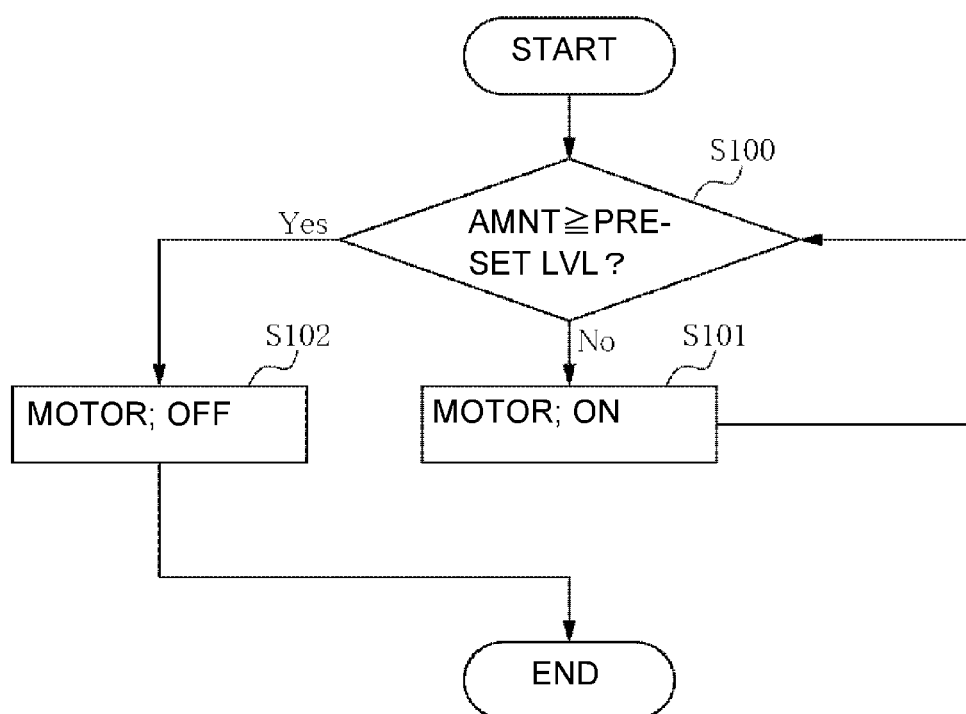 START
S100
Yes
AMNT≧PRE-
SET LVL?
S102
No
S101
MOTOR; OFF
MOTOR; ON
END